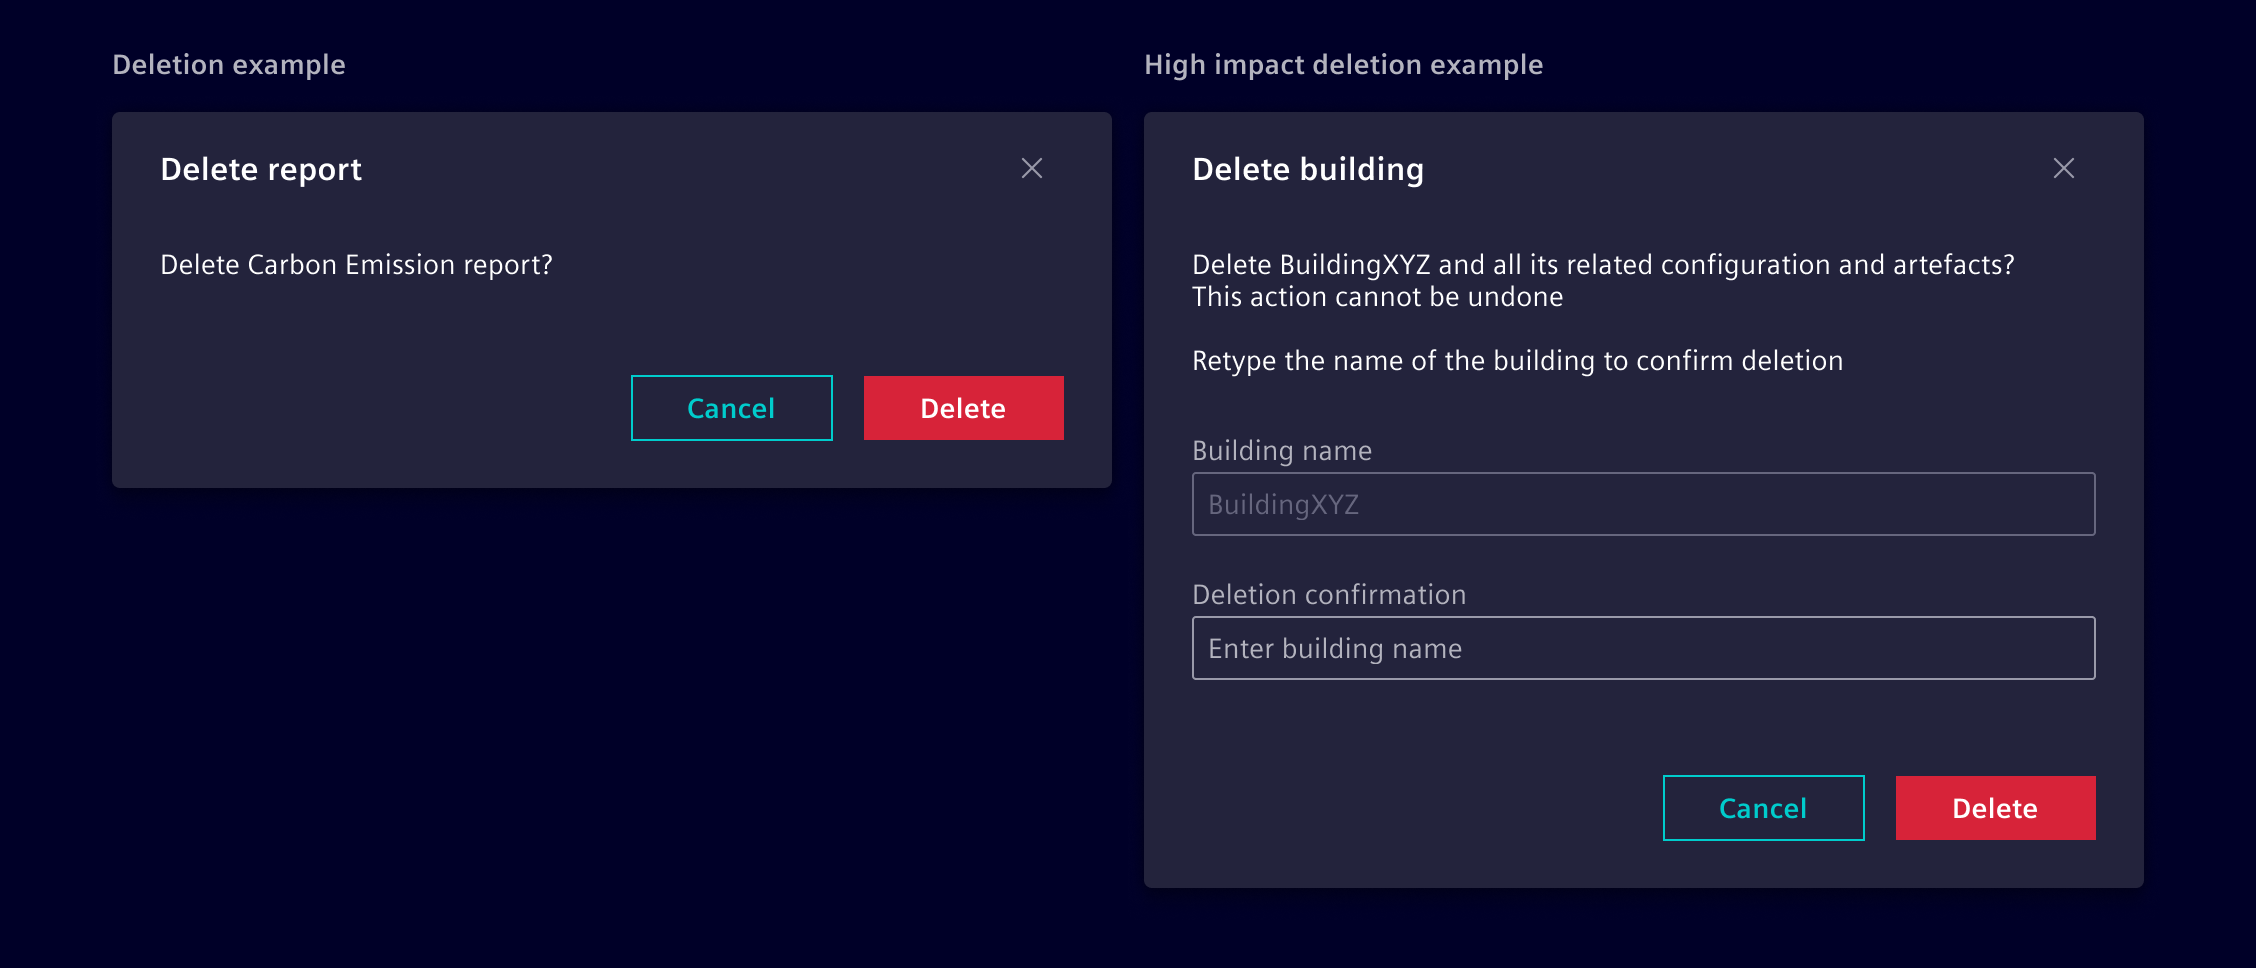 Deletion example
Delete report
Delete Carbon Emission report?
Cancel
Delete
High impact deletion example
Delete building
Delete BuildingXYZ and all its related configuration and artefacts?
This action cannot be undone
Retype the name of the building to confirm deletion
Building name
BuildingXYZ
Deletion confirmation
Enter building name
Cancel
Delete